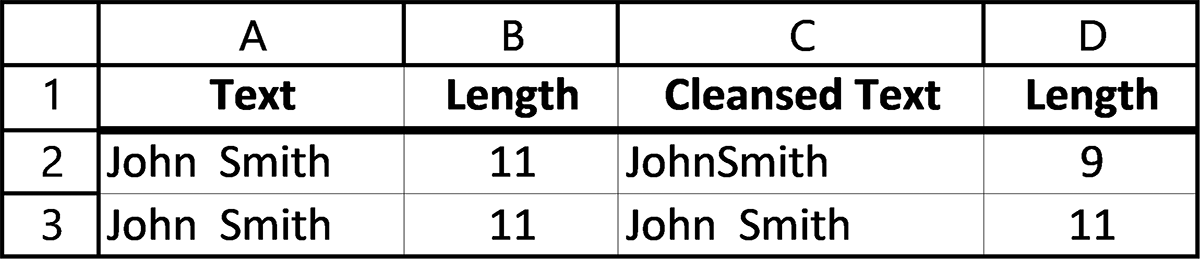 A B C D
1 Text Length Cleansed Text Length
2 John  Smith 11 JohnSmith 9
3 John  Smith 11 John  Smith 11